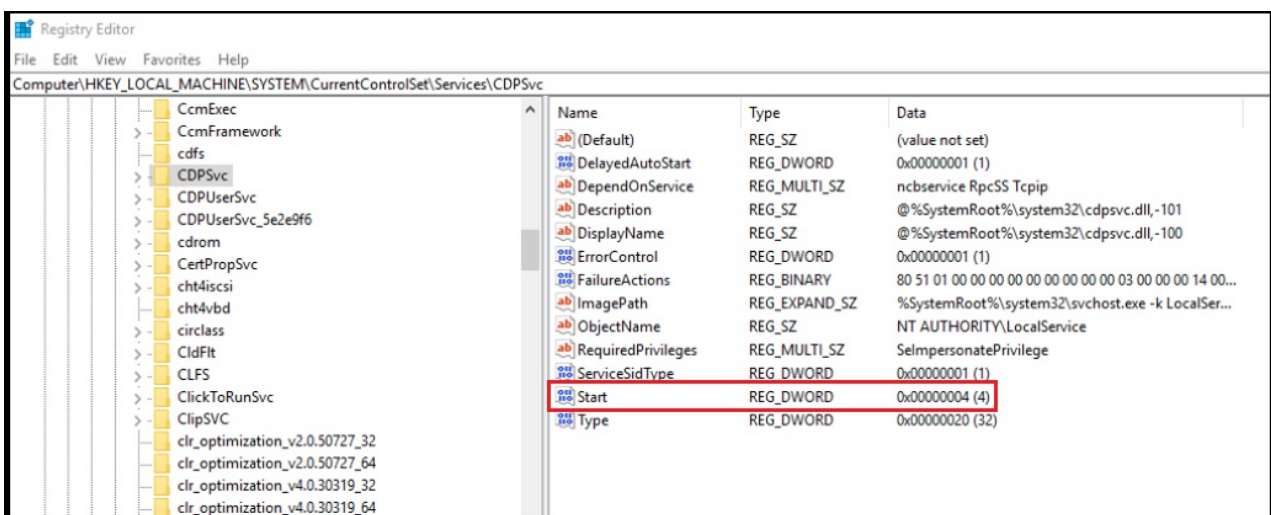 Registry Editor
File Edit View Favorites Help
Computer\HKEY_LOCAL_MACHINE\SYSTEM\CurrentControlSet\Services\CDPSvc
CcmExec
CcmFramework
cdfs
CDPSvc
CDPUserSvc
CDPUserSvc_5e2e9f6
cdrom
CertPropSvc
cht4iscsi
cht4vbd
circlass
CldFlt
CLFS
ClickToRunSvc
ClipSVC
clr_optimization_v2.0.50727_32
clr_optimization_v2.0.50727_64
clr_optimization_v4.0.30319_32
clr_optimization_v4.0.30319_64
Name Type Data
(Default) REG_SZ (value not set)
DelayedAutoStart REG_DWORD 0x00000001 (1)
DependOnService REG_MULTI_SZ ncbservice RpcSS Tcpip
Description REG_SZ @%SystemRoot%\system32\cdpsvc.dll,-101
DisplayName REG_SZ @%SystemRoot%\system32\cdpsvc.dll,-100
ErrorControl REG_DWORD 0x00000001 (1)
FailureActions REG_BINARY 80 51 01 00 00 00 00 00 00 00 00 00 03 00 00 00 14 00...
ImagePath REG_EXPAND_SZ %SystemRoot%\system32\svchost.exe -k LocalSer...
ObjectName REG_SZ NT AUTHORITY\LocalService
RequiredPrivileges REG_MULTI_SZ SeImpersonatePrivilege
ServiceSidType REG_DWORD 0x00000001 (1)
Start REG_DWORD 0x00000004 (4)
Type REG_DWORD 0x00000020 (32)